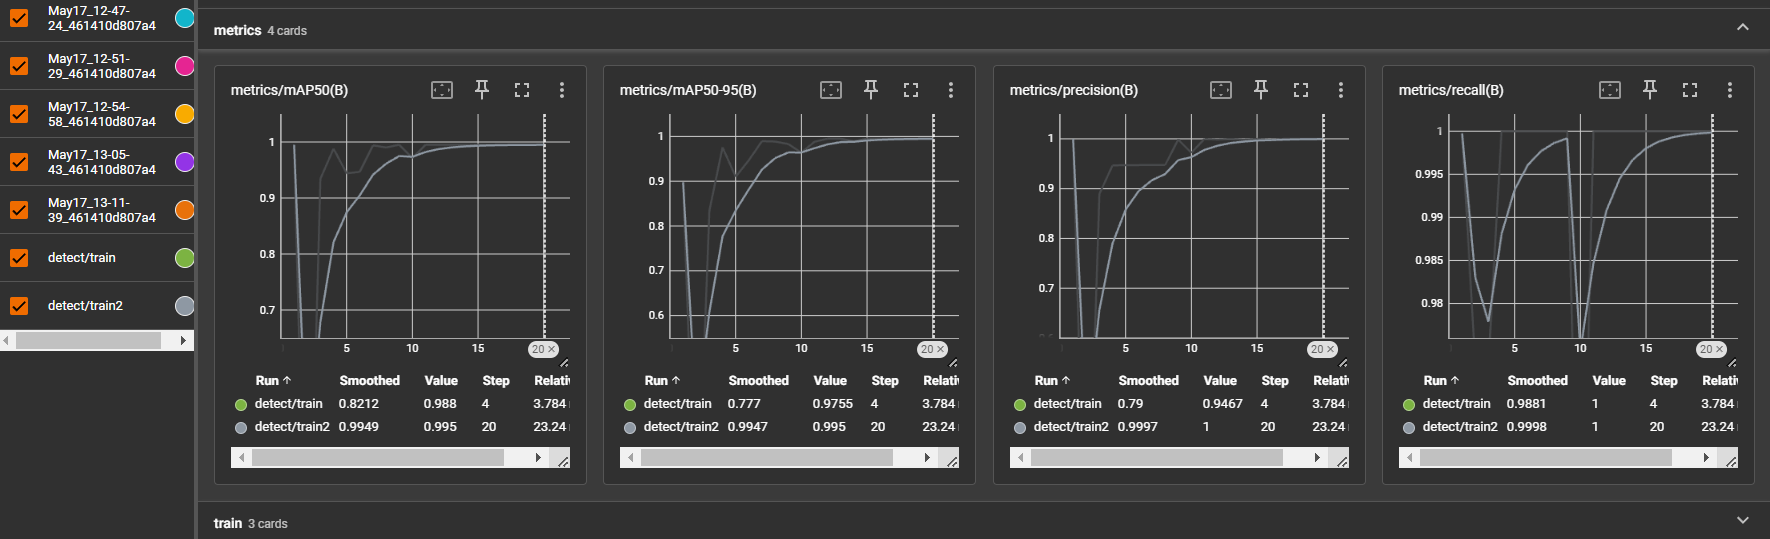 May17_12-47-
24_461410d807a4
May17_12-51-
29_461410d807a4
May17_12-54-
58_461410d807a4
May17_13-05-
43_461410d807a4
May17_13-11-
39_461410d807a4
detect/train
detect/train2
metrics 4 cards
metrics/mAP50(B)
1
0.9
0.8
0.7
5 10 15 20 ×
Run ↑ Smoothed Value Step Relati
detect/train 0.8212 0.988 4 3.784
detect/train2 0.9949 0.995 20 23.24
metrics/mAP50-95(B)
1
0.9
0.8
0.7
0.6
5 10 15 20 ×
Run ↑ Smoothed Value Step Relati
detect/train 0.777 0.9755 4 3.784
detect/train2 0.9947 0.995 20 23.24
metrics/precision(B)
1
0.9
0.8
0.7
5 10 15 20 ×
Run ↑ Smoothed Value Step Relati
detect/train 0.79 0.9467 4 3.784
detect/train2 0.9997 1 20 23.24
metrics/recall(B)
1
0.995
0.99
0.985
0.98
5 10 15 20 ×
Run ↑ Smoothed Value Step Relati
detect/train 0.9881 1 4 3.784
detect/train2 0.9998 1 20 23.24
train 3 cards